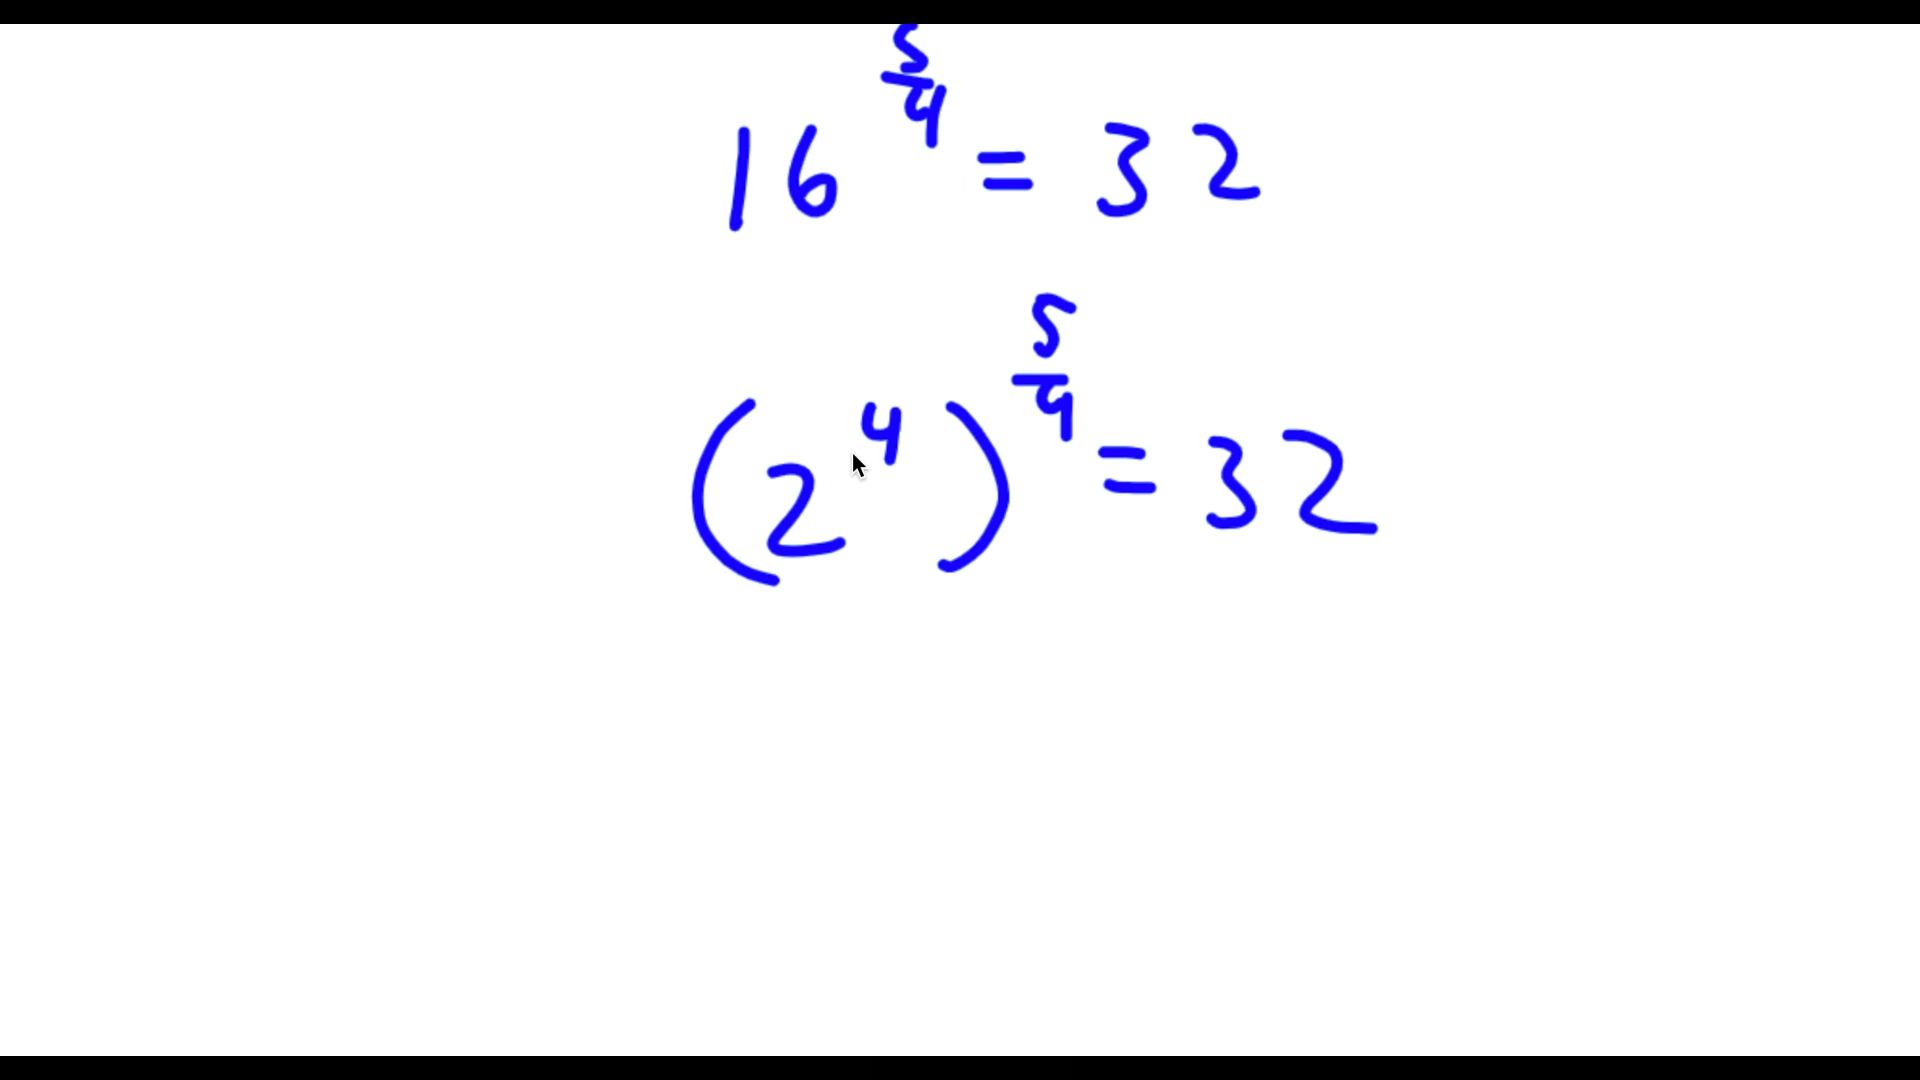 16^{5/4} = 32
(2^4)^{5/4} = 32